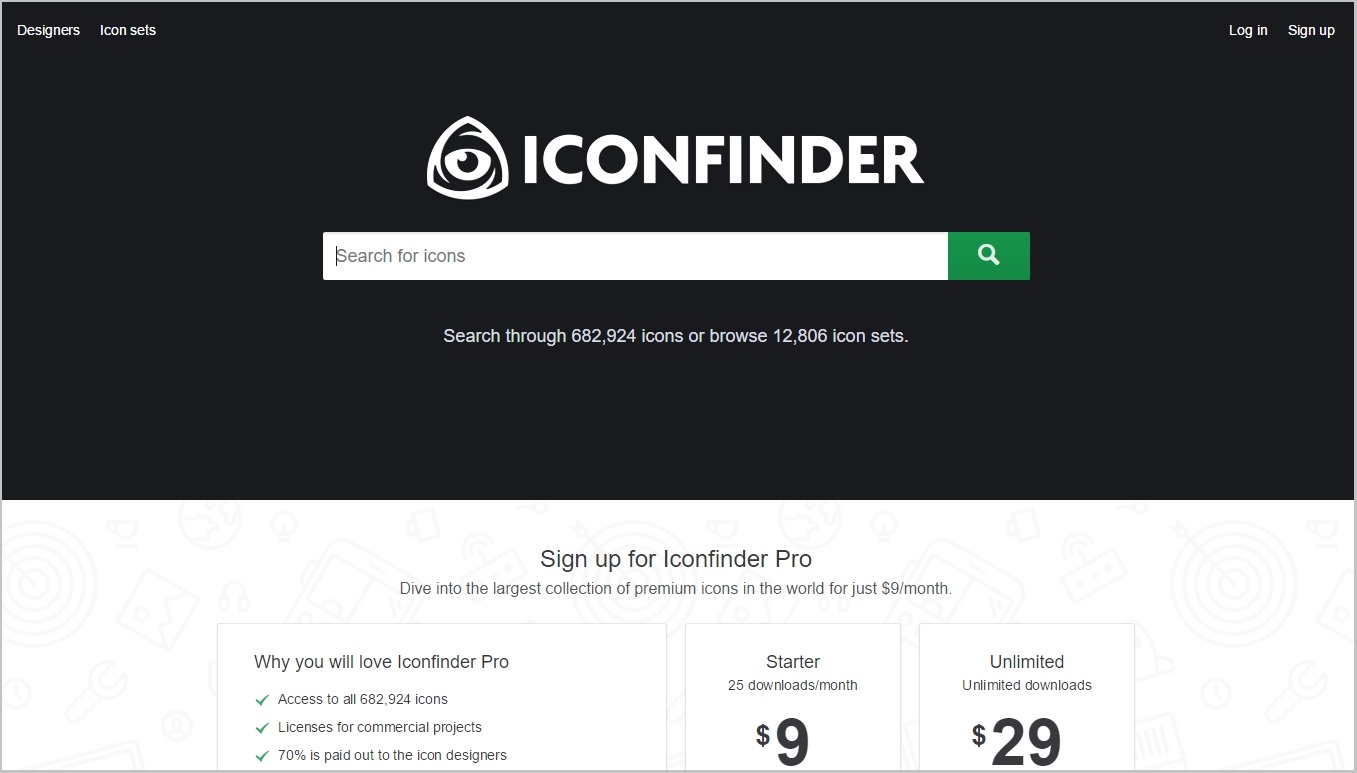 Designers Icon sets Log in Sign up
ICONFINDER
Search for icons
Search through 682,924 icons or browse 12,806 icon sets.
Sign up for Iconfinder Pro
Dive into the largest collection of premium icons in the world for just $9/month.
Why you will love Iconfinder Pro
Access to all 682,924 icons
Licenses for commercial projects
70% is paid out to the icon designers
Starter
25 downloads/month
$9
Unlimited
Unlimited downloads
$29